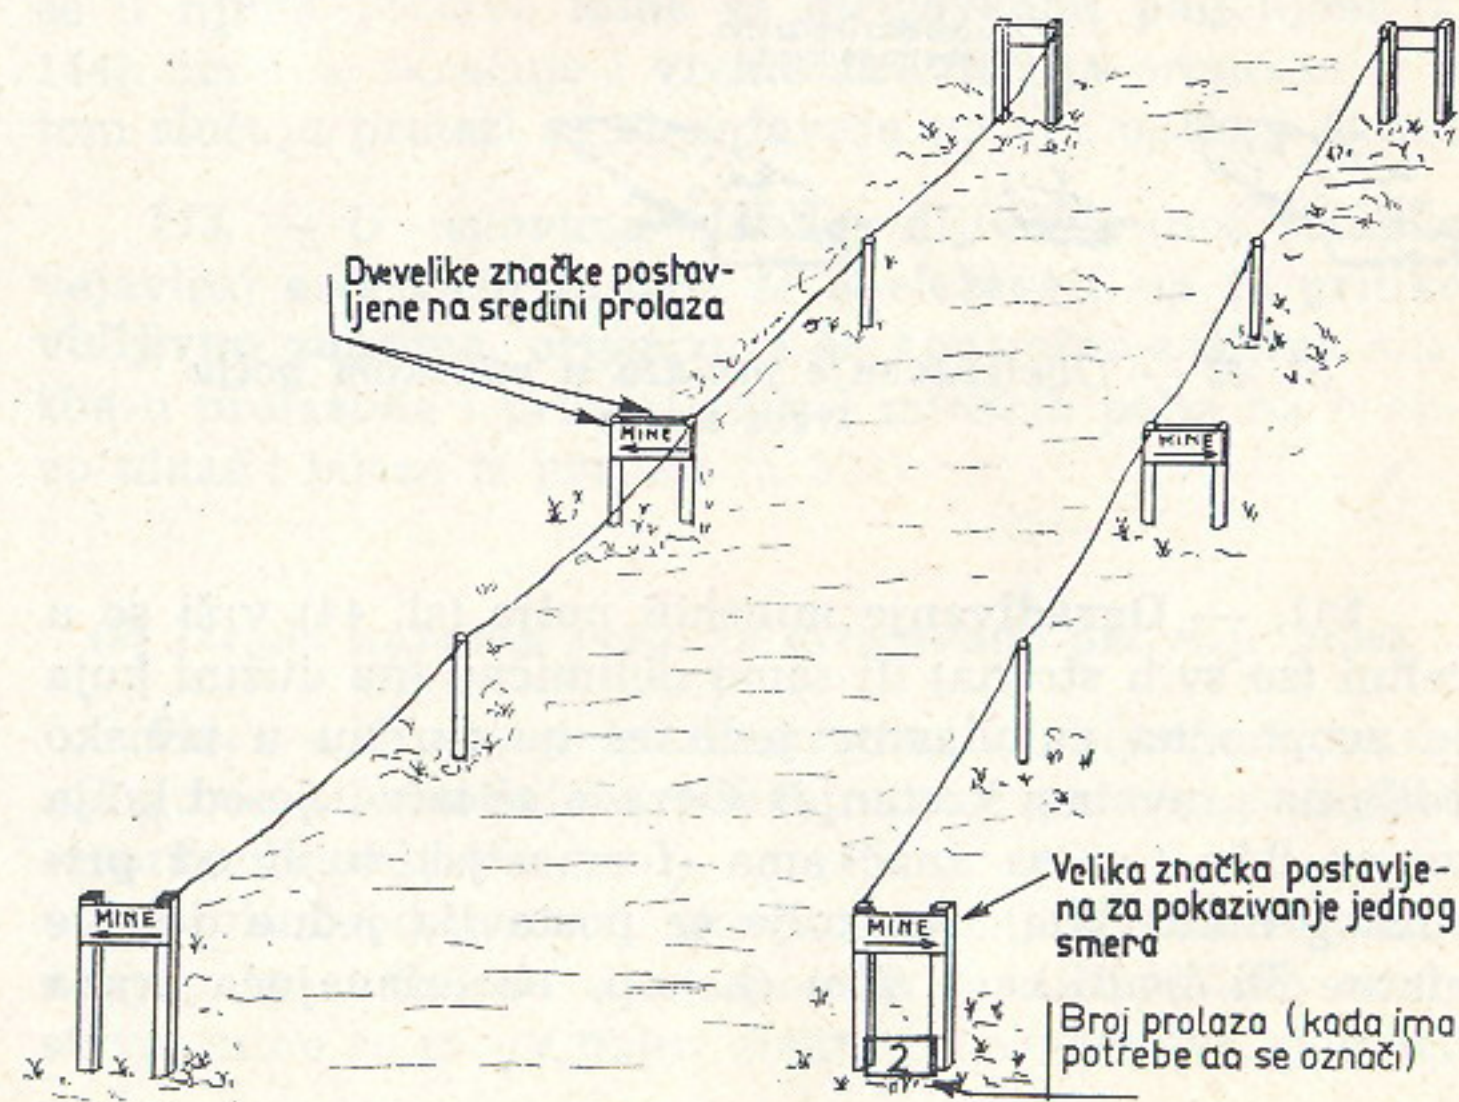 Dvevelike značke postav-
ljene na sredini prolaza
MINE
MINE
MINE
MINE
Velika značka postavlje-
na za pokazivanje jednog
smera
2
Broj prolaza (kada ima
potrebe da se označi)